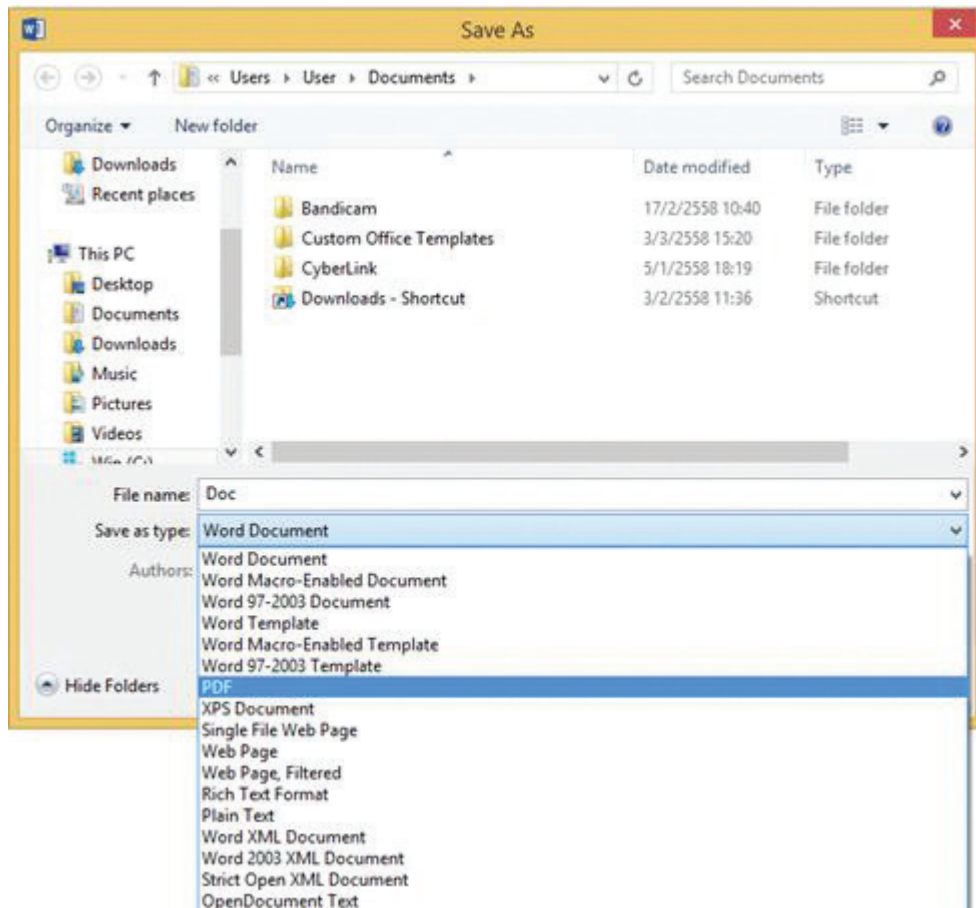 Save As
« Users › User › Documents ›
Search Documents
Organize
New folder
Downloads
Recent places
This PC
Desktop
Documents
Downloads
Music
Pictures
Videos
Win (C:)
Name Date modified Type
Bandicam 17/2/2558 10:40 File folder
Custom Office Templates 3/3/2558 15:20 File folder
CyberLink 5/1/2558 18:19 File folder
Downloads - Shortcut 3/2/2558 11:36 Shortcut
File name: Doc
Save as type: Word Document
Authors:
Word Document
Word Macro-Enabled Document
Word 97-2003 Document
Word Template
Word Macro-Enabled Template
Word 97-2003 Template
PDF
XPS Document
Single File Web Page
Web Page
Web Page, Filtered
Rich Text Format
Plain Text
Word XML Document
Word 2003 XML Document
Strict Open XML Document
OpenDocument Text
Hide Folders